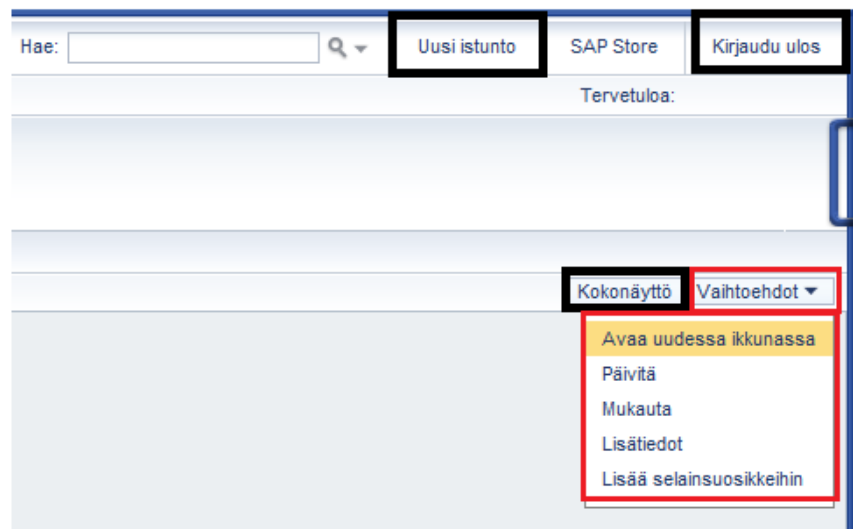 Hae: Uusi istunto SAP Store Kirjaudu ulos
Tervetuloa:
Kokonäyttö Vaihtoehdot
Avaa uudessa ikkunassa
Päivitä
Mukauta
Lisätiedot
Lisää selainsuosikkeihin